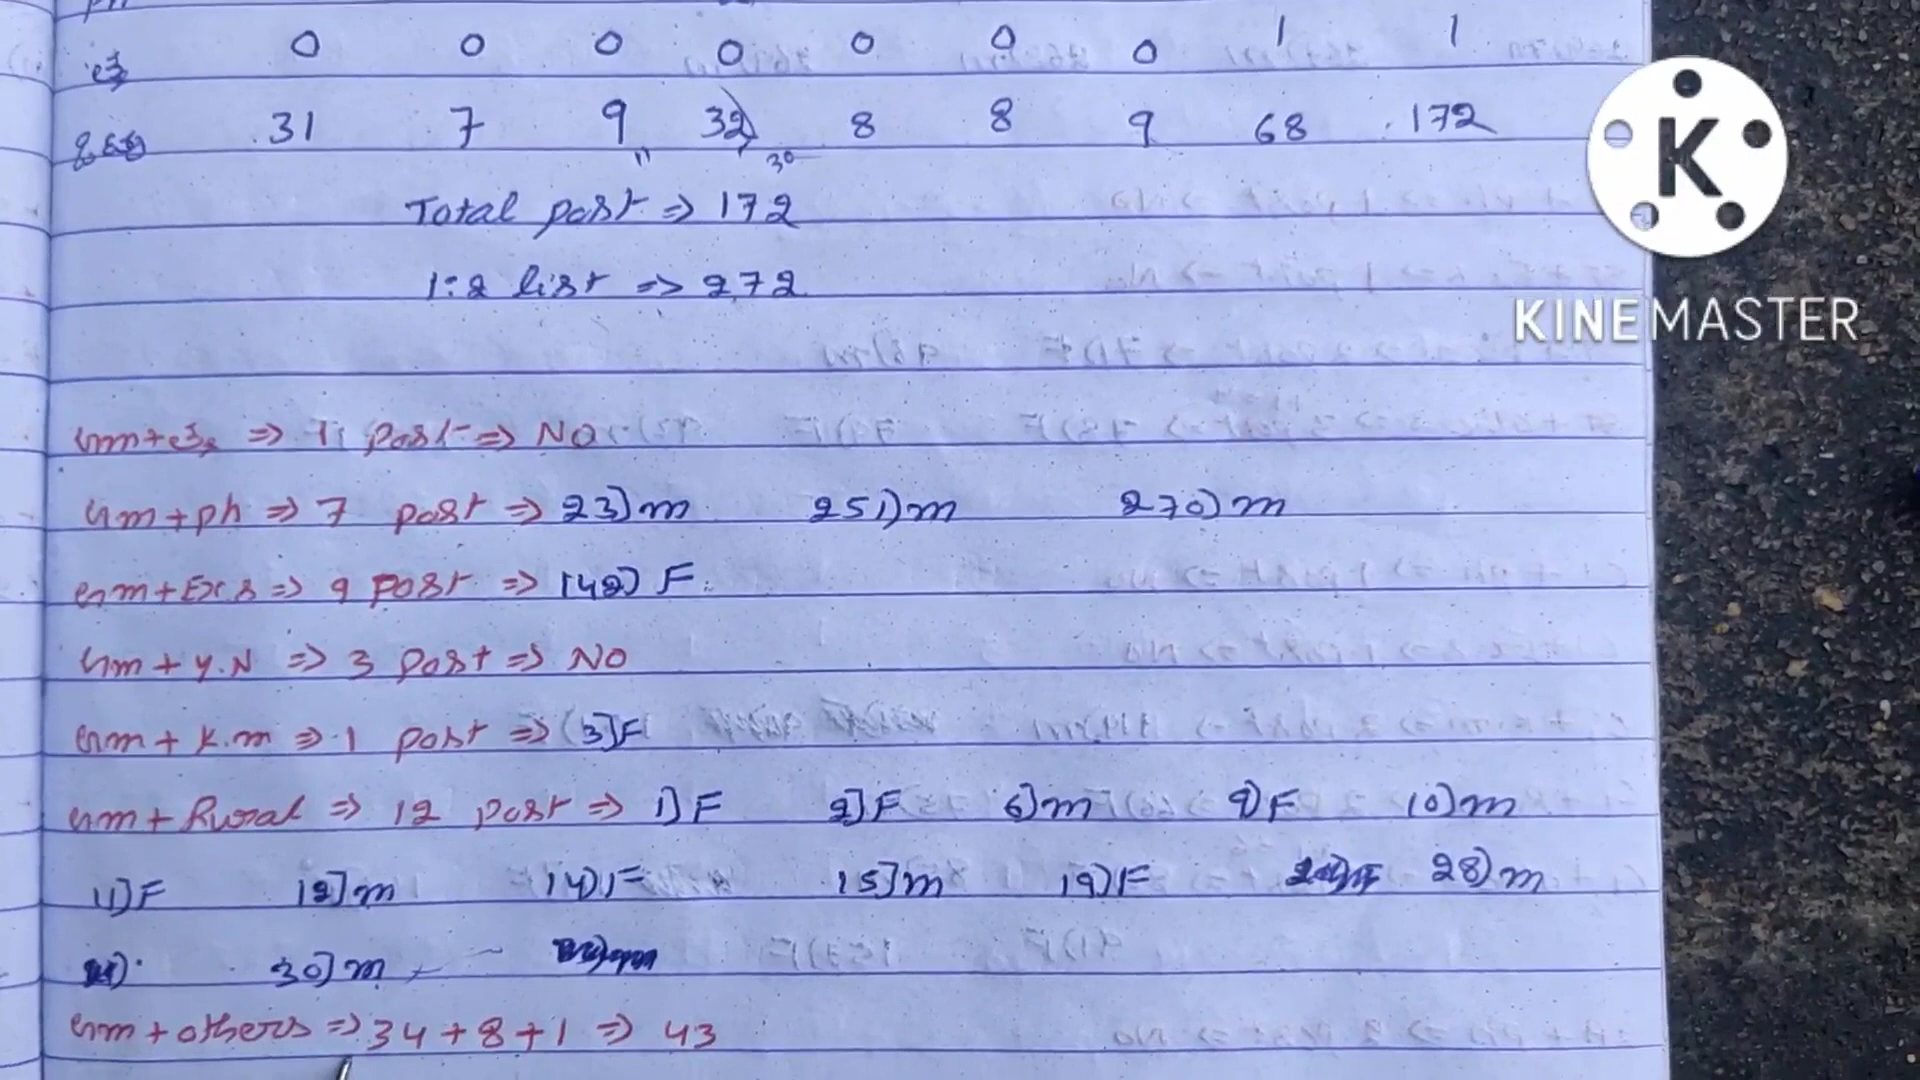 0 0 0 0 0 0 0 1 1
31 7 9 32 8 8 9 68 172
11 30
Total post => 172
1:2 list => 272
KINEMASTER
Gm+ => 1 post => NO
Gm+ph => 7 post => 23)m 251)m 270)m
Gm+Ex.s => 9 post => 142) F.
Gm + Y.N => 3 post => NO
Gm + K.m => 1 post => (3]F
Gm + Rural => 12 post => 1)F 2]F 6)m 9)F 10)m
11)F 12]m 14)F 15]m 19)F 28)m
30)m
Gm + others => 34 + 8 + 1 => 43